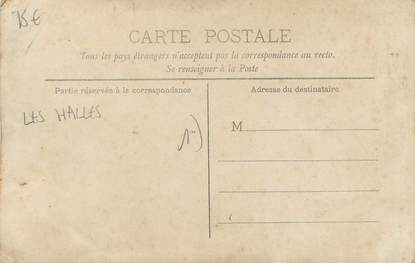 75€
CARTE POSTALE
Tous les pays étrangers n'acceptent pas la correspondance au recto.
Se renseigner à la Poste
Partie réservée à la correspondance
Adresse du destinataire
LES HALLES
M